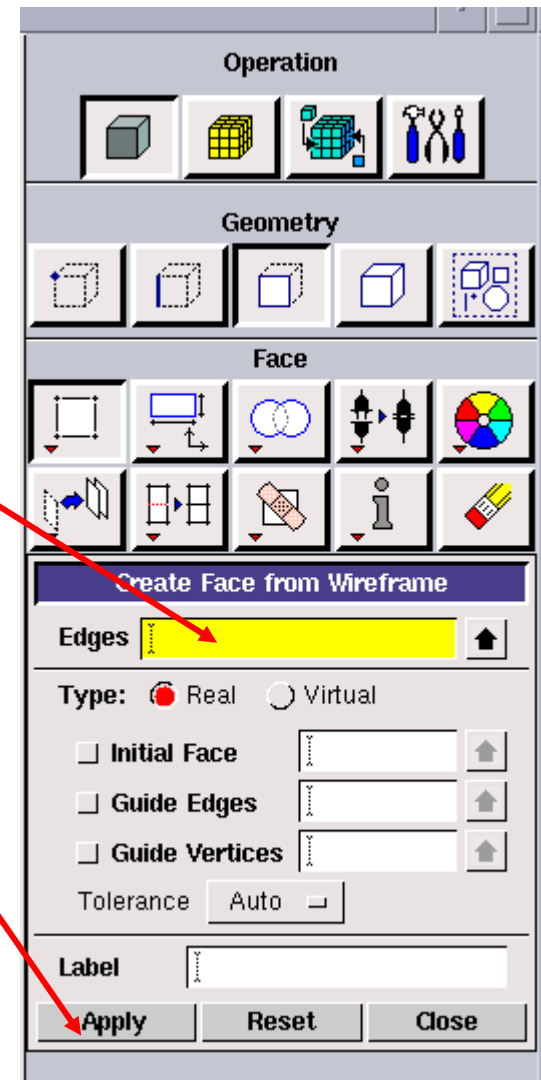 Operation
Geometry
Face
Create Face from Wireframe
Edges
Type: Real Virtual
Initial Face
Guide Edges
Guide Vertices
Tolerance Auto
Label
Apply Reset Close